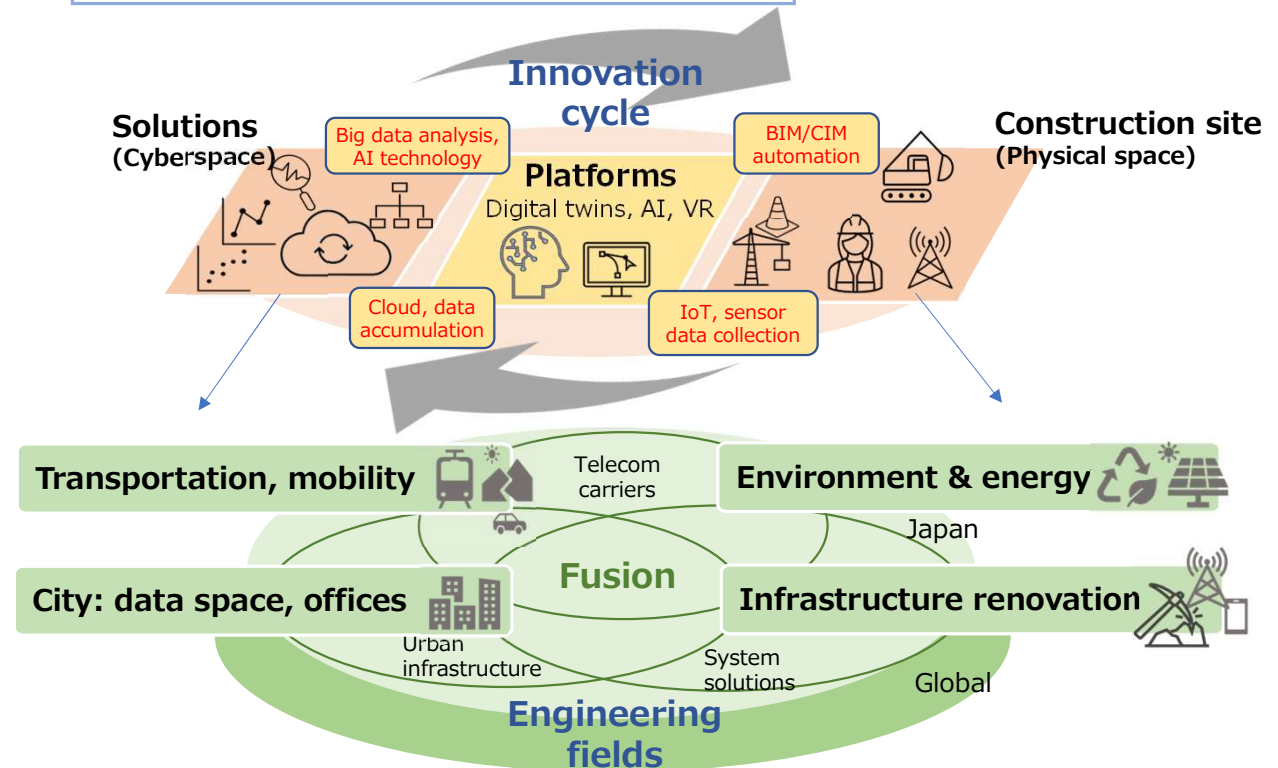 Innovation
cycle
Solutions
(Cyberspace)
Big data analysis,
AI technology
BIM/CIM
automation
Construction site
(Physical space)
Platforms
Digital twins, AI, VR
Cloud, data
accumulation
IoT, sensor
data collection
Transportation, mobility
Telecom
carriers
Environment & energy
Japan
Fusion
City: data space, offices
Infrastructure renovation
Urban
infrastructure
System
solutions
Global
Engineering
fields